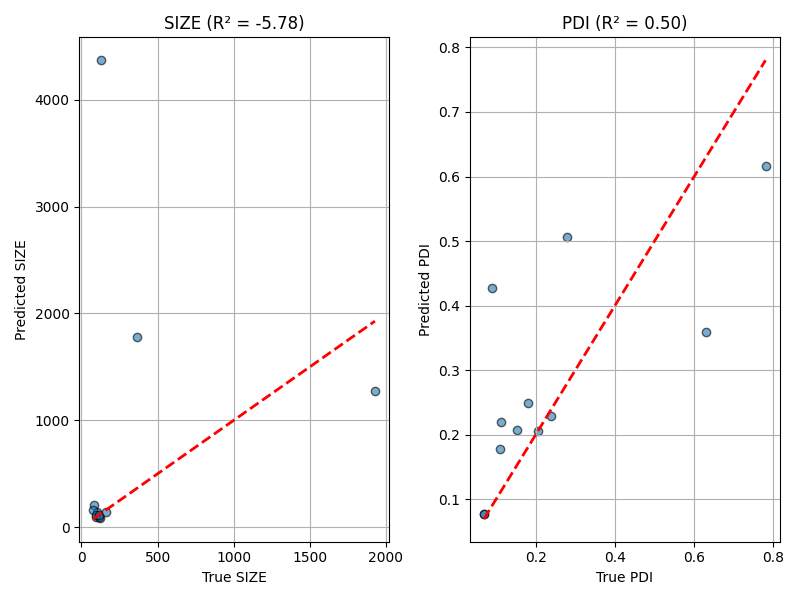 SIZE (R² = -5.78)
4000
3000
2000
1000
0
Predicted SIZE
0 500 1000 1500 2000
True SIZE
PDI (R² = 0.50)
0.8
0.7
0.6
0.5
0.4
0.3
0.2
0.1
Predicted PDI
0.2 0.4 0.6 0.8
True PDI